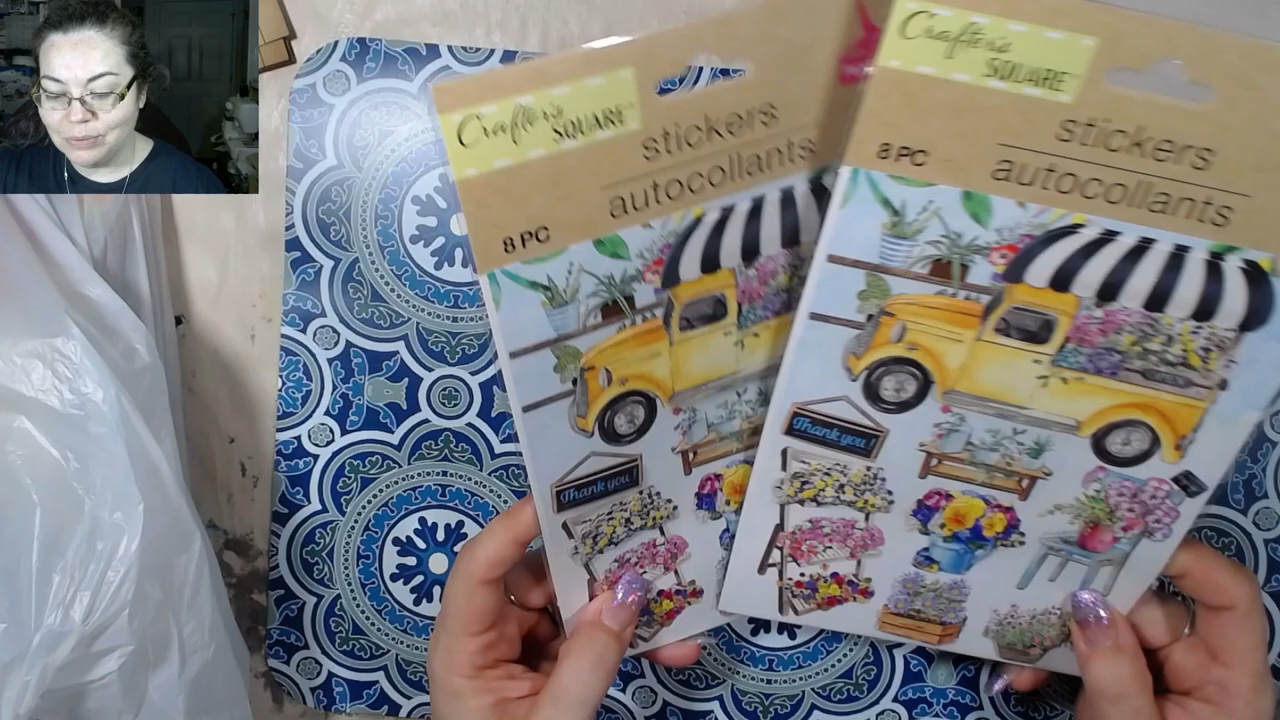 Crafter's
SQUARE
stickers
autocollants
8 PC
Thank you!
Crafter's
SQUARE
stickers
autocollants
8 PC
Thank you!